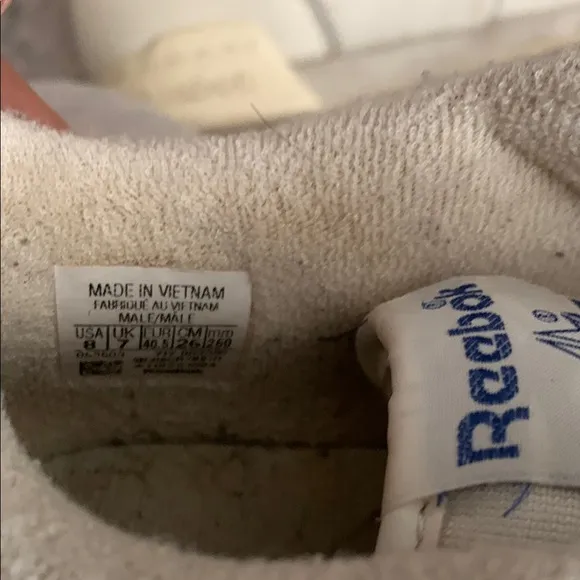 MADE IN VIETNAM
FABRIQUÉ AU VIETNAM
MALE/MÂLE
USA UK EUR CM mm
8 7 40.5 26 260
Reebok